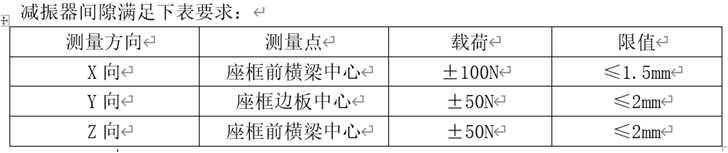 减振器间隙满足下表要求：
测量方向 测量点 载荷 限值
X 向 座框前横梁中心 ±100N ≤1.5mm
Y 向 座框边板中心 ±50N ≤2mm
Z 向 座框前横梁中心 ±50N ≤2mm